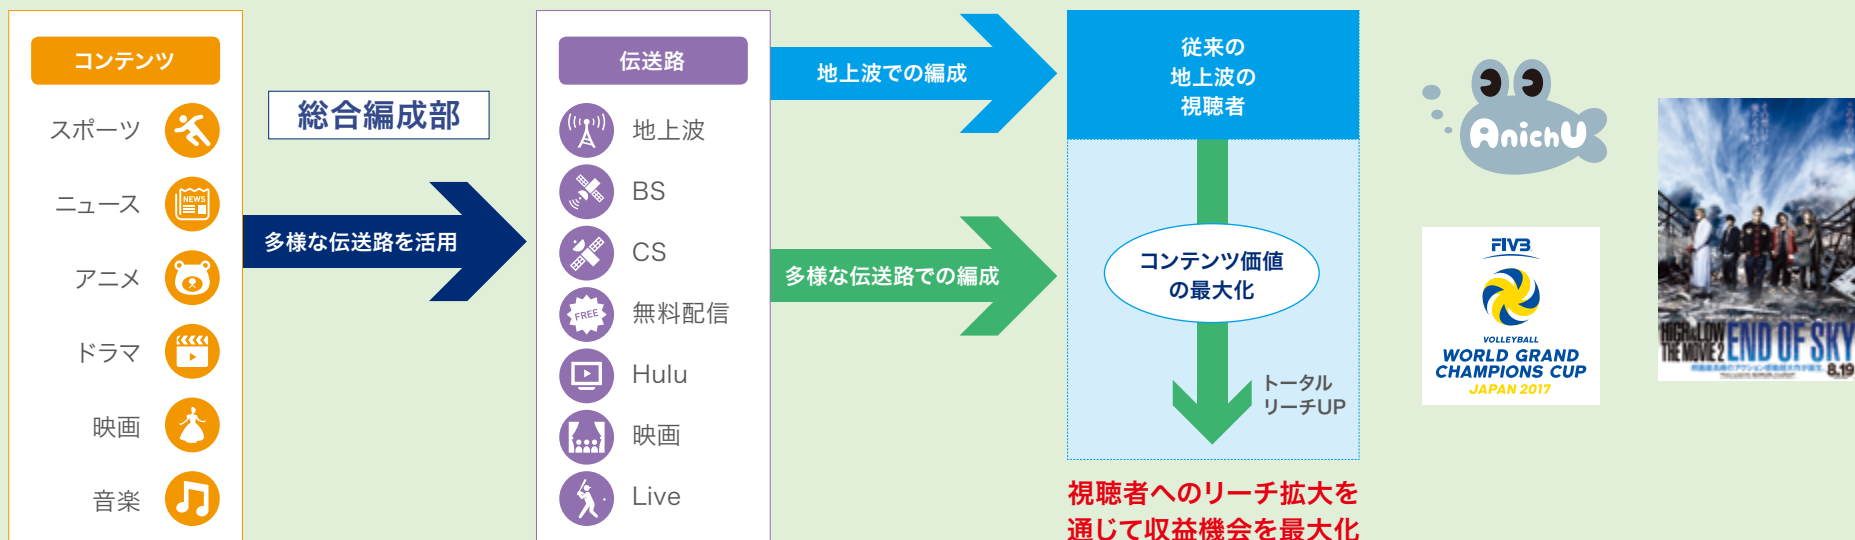 コンテンツ
スポーツ
ニュース
NEWS
アニメ
ドラマ
映画
音楽
総合編成部
多様な伝送路を活用
伝送路
地上波
BS
CS
無料配信
FREE
Hulu
映画
Live
地上波での編成
多様な伝送路での編成
従来の
地上波の
視聴者
コンテンツ価値
の最大化
トータル
リーチUP
視聴者へのリーチ拡大を
通じて収益機会を最大化
AnichU
FIVB
VOLLEYBALL
WORLD GRAND
CHAMPIONS CUP
JAPAN 2017
HiGH&LOW
THE MOVIE 2
END OF SKY
8.19